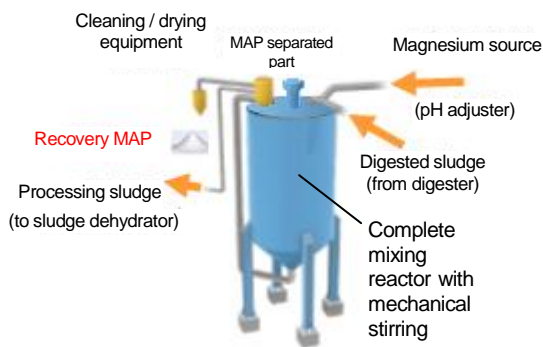 Cleaning / drying
equipment
MAP separated
part
Magnesium source
(pH adjuster)
Recovery MAP
Digested sludge
(from digester)
Processing sludge
(to sludge dehydrator)
Complete
mixing
reactor with
mechanical
stirring